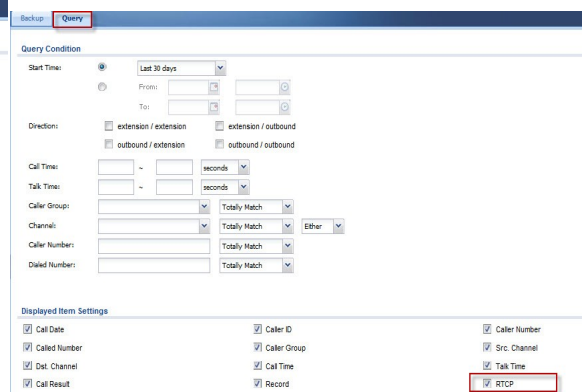 Backup Query
Query Condition
Start Time: Last 30 days
From:
To:
Direction: extension / extension extension / outbound
outbound / extension outbound / outbound
Call Time: ~ seconds
Talk Time: ~ seconds
Caller Group: Totally Match
Channel: Totally Match Either
Caller Number: Totally Match
Dialed Number: Totally Match
Displayed Item Settings
Call Date Caller ID Caller Number
Called Number Caller Group Src. Channel
Dst. Channel Call Time Talk Time
Call Result Record RTCP